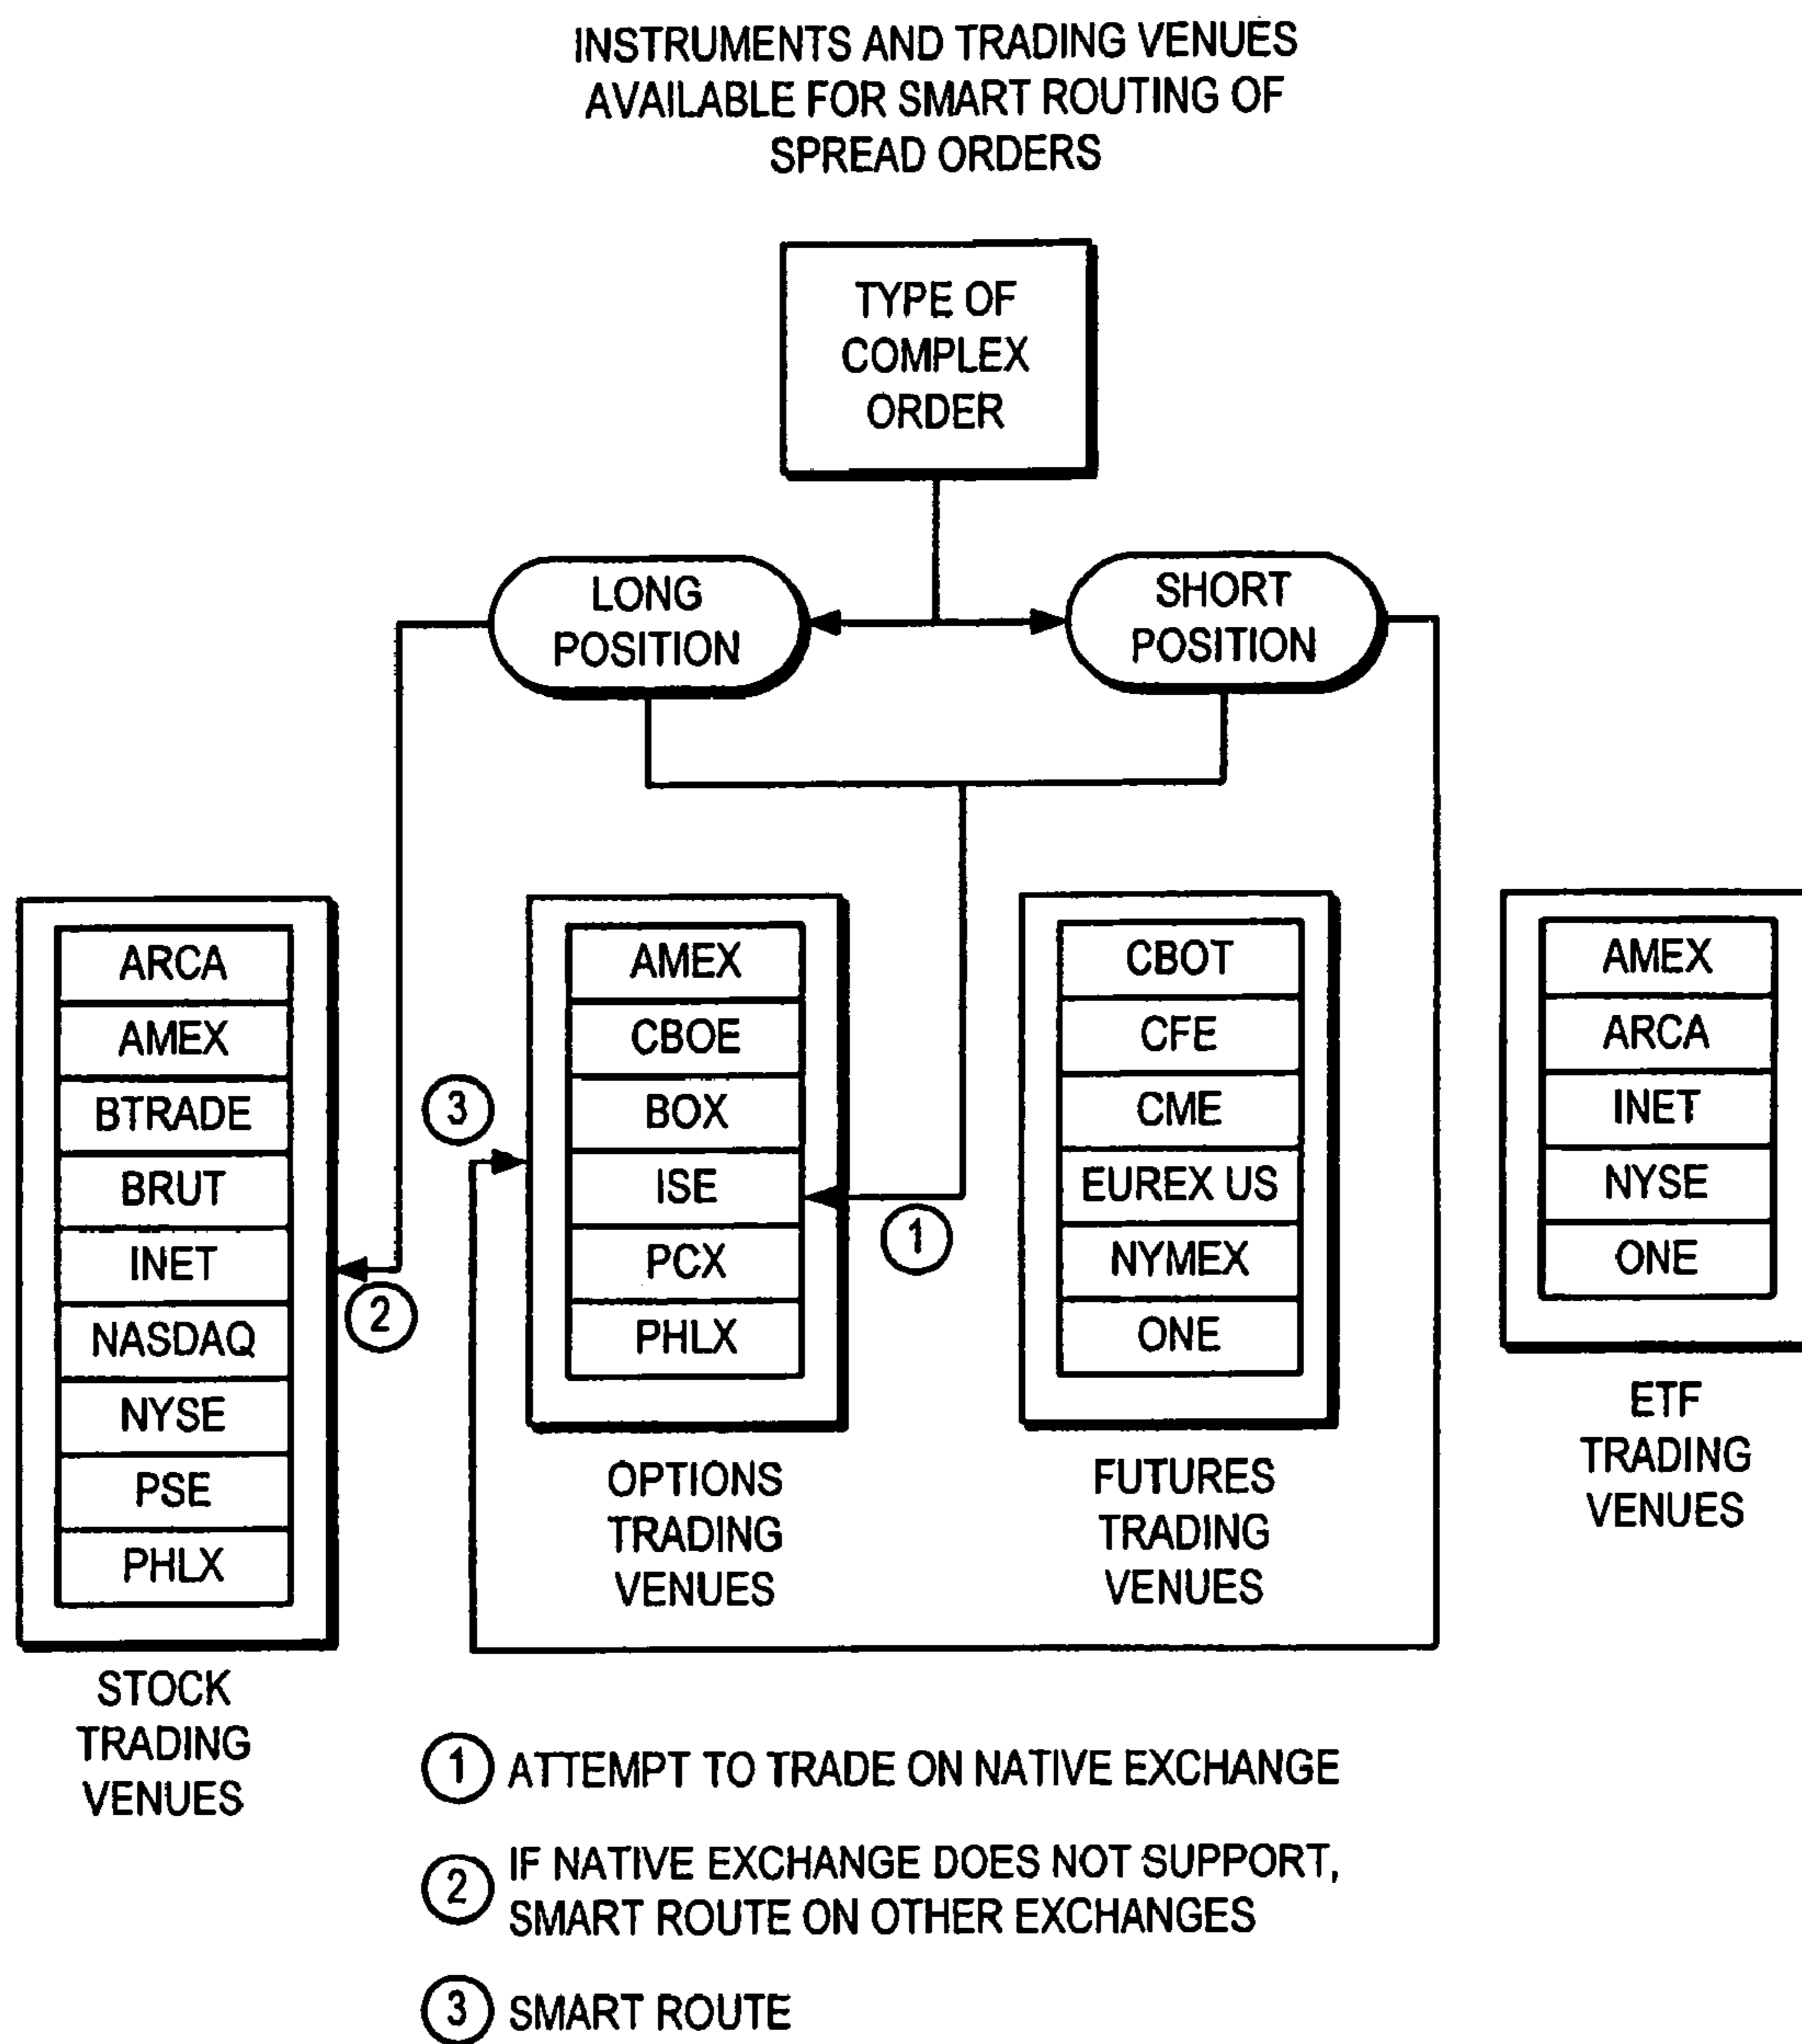 INSTRUMENTS AND TRADING VENUES
AVAILABLE FOR SMART ROUTING OF
SPREAD ORDERS
TYPE OF
COMPLEX
ORDER
LONG
POSITION
SHORT
POSITION
ARCA
AMEX
BTRADE
BRUT
INET
NASDAQ
NYSE
PSE
PHLX
STOCK
TRADING
VENUES
2
3
AMEX
CBOE
BOX
ISE
PCX
PHLX
OPTIONS
TRADING
VENUES
1
CBOT
CFE
CME
EUREX US
NYMEX
ONE
FUTURES
TRADING
VENUES
AMEX
ARCA
INET
NYSE
ONE
ETF
TRADING
VENUES
1 ATTEMPT TO TRADE ON NATIVE EXCHANGE
2 IF NATIVE EXCHANGE DOES NOT SUPPORT,
SMART ROUTE ON OTHER EXCHANGES
3 SMART ROUTE